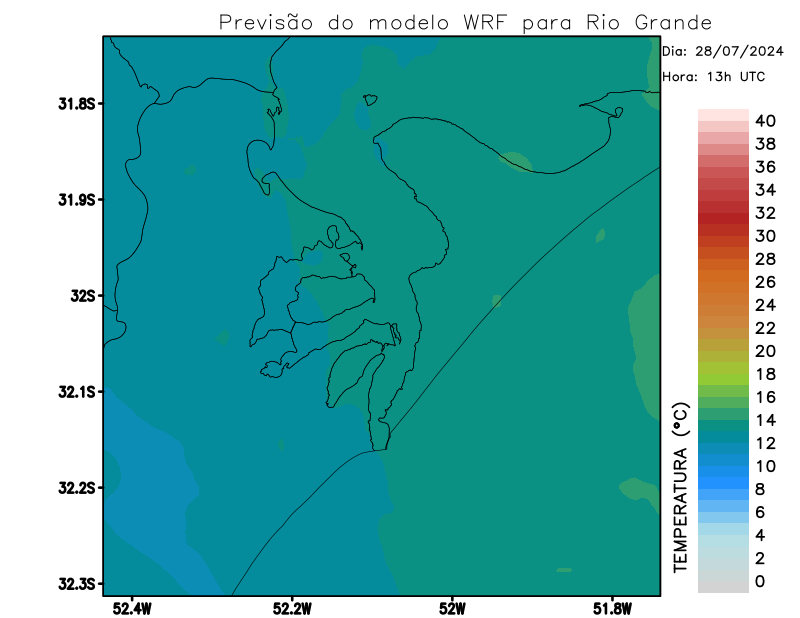 Previsão do modelo WRF para Rio Grande
Dia: 28/07/2024
Hora: 13h UTC
31.8S
31.9S
32S
32.1S
32.2S
32.3S
52.4W
52.2W
52W
51.8W
TEMPERATURA (°C)
40
38
36
34
32
30
28
26
24
22
20
18
16
14
12
10
8
6
4
2
0